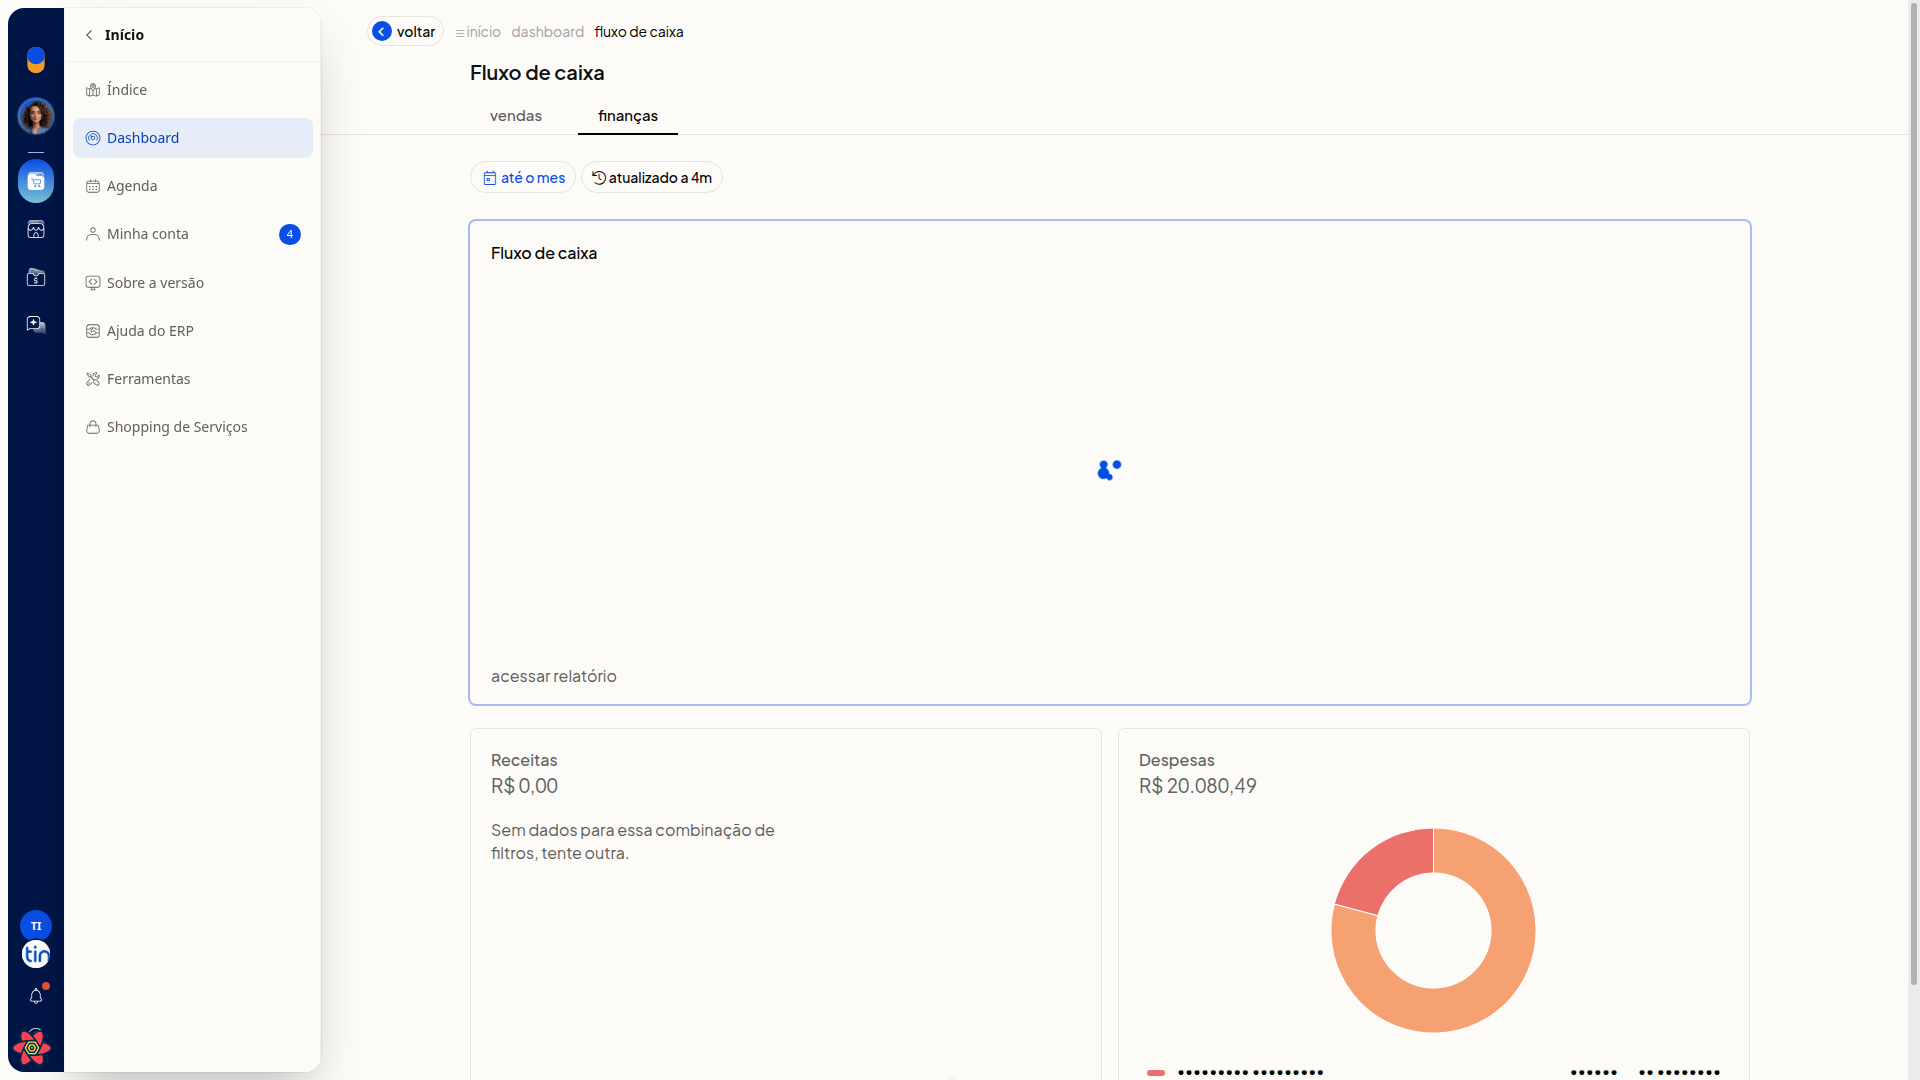 Início
Índice
Dashboard
Agenda
Minha conta 4
Sobre a versão
Ajuda do ERP
Ferramentas
Shopping de Serviços
TI
tin
voltar início dashboard fluxo de caixa
Fluxo de caixa
vendas finanças
até o mes atualizado a 4m
Fluxo de caixa
acessar relatório
Receitas
R$ 0,00
Sem dados para essa combinação de
filtros, tente outra.
Despesas
R$ 20.080,49